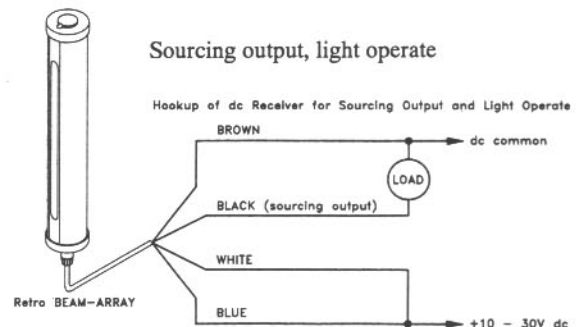 Sourcing output, light operate
Hookup of dc Receiver for Sourcing Output and Light Operate
BROWN
dc common
LOAD
BLACK (sourcing output)
WHITE
Retro BEAM-ARRAY
BLUE
+10 - 30V dc